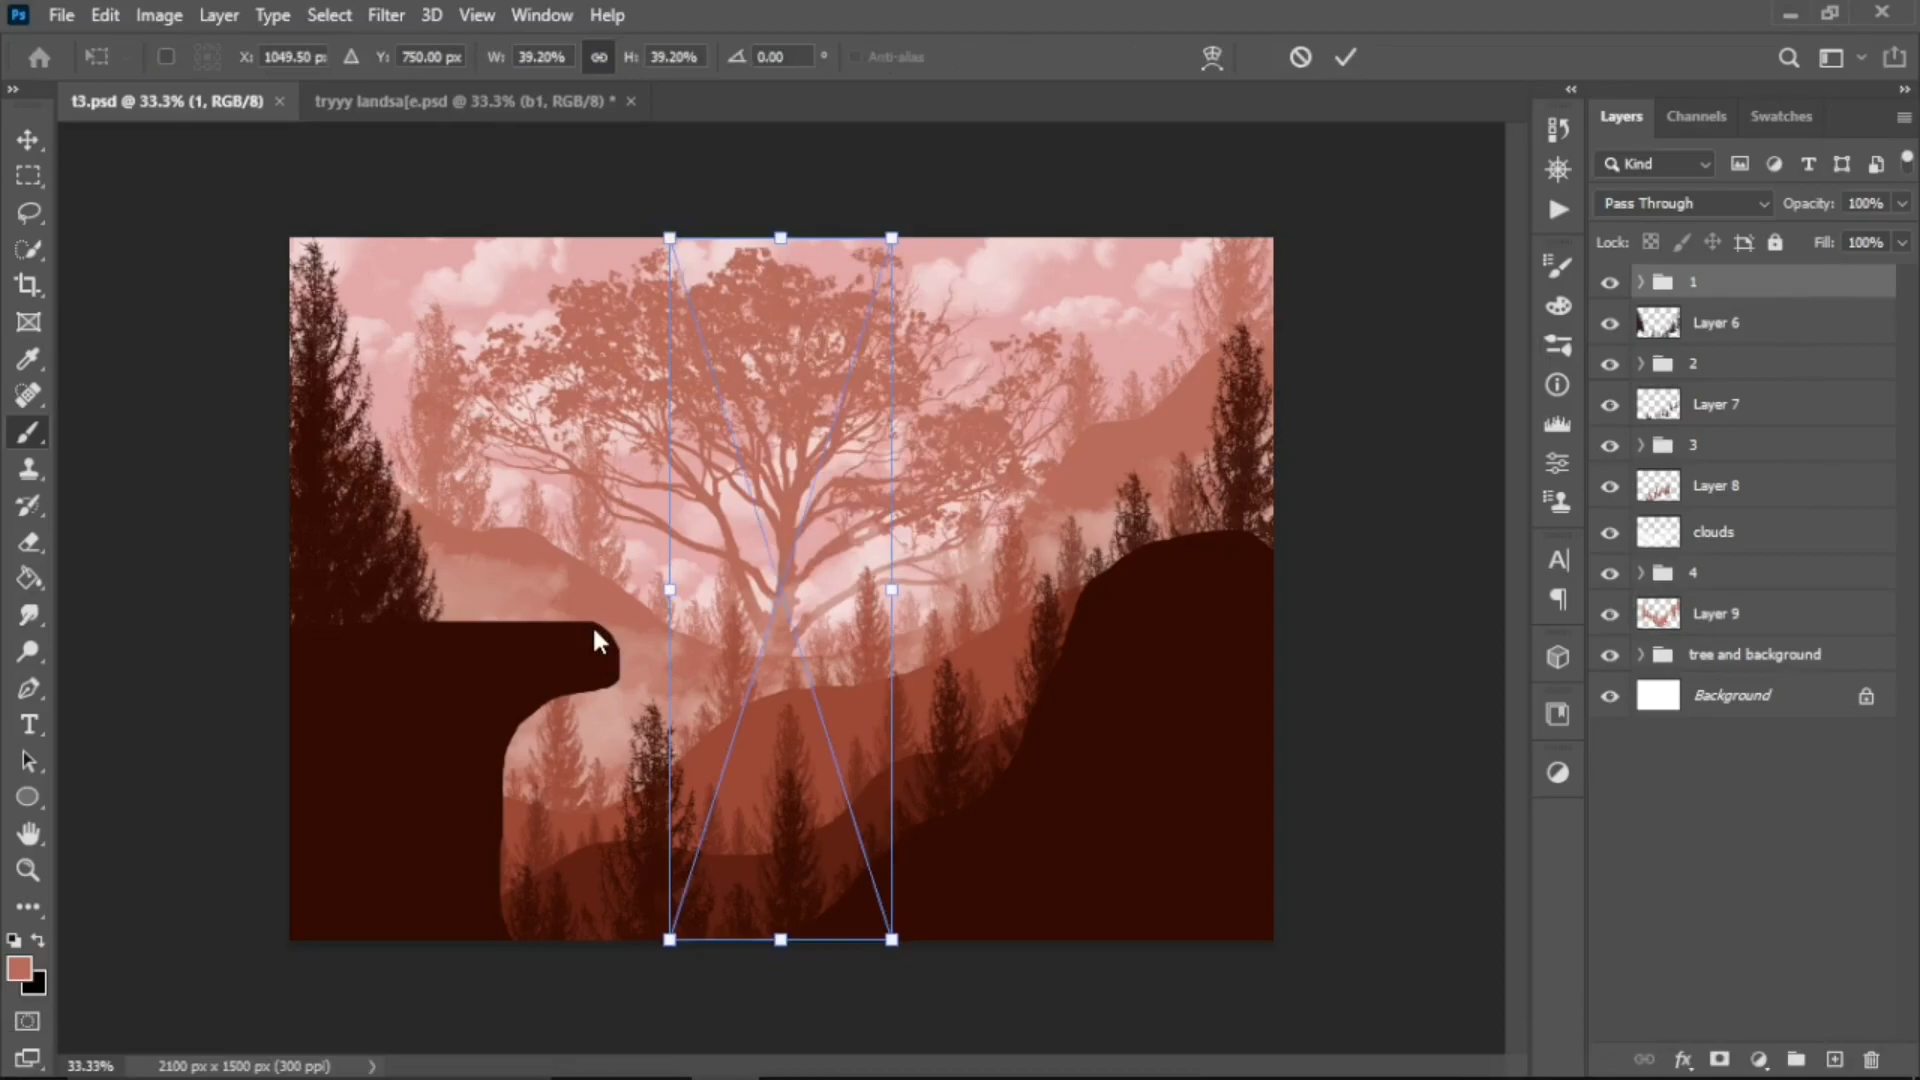 Ps File Edit Image Layer Type Select Filter 3D View Window Help
X: 1049.50 p: Y: 750.00 px W: 39.20% H: 39.20% 0.00 ° Anti-alias
t3.psd @ 33.3% (1, RGB/8) × tryyy landsa[e.psd @ 33.3% (b1, RGB/8) * ×
Layers Channels Swatches
Kind
Pass Through Opacity: 100%
Lock: Fill: 100%
1
Layer 6
2
Layer 7
3
Layer 8
clouds
4
Layer 9
tree and background
Background
33.33% 2100 px x 1500 px (300 ppi)